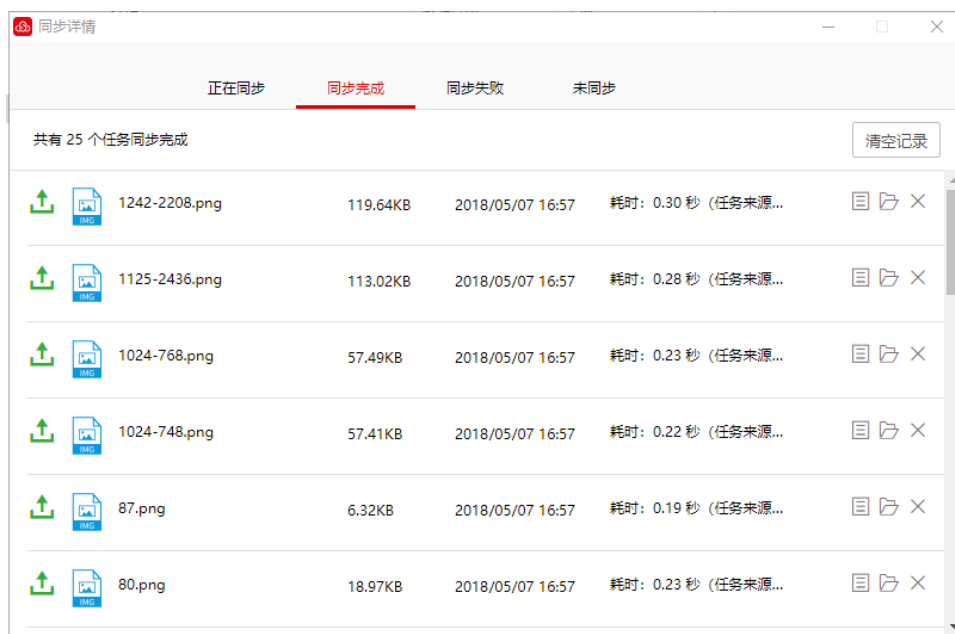 同步详情
正在同步 同步完成 同步失败 未同步
共有 25 个任务同步完成 清空记录
IMG 1242-2208.png 119.64KB 2018/05/07 16:57 耗时：0.30 秒（任务来源...
IMG 1125-2436.png 113.02KB 2018/05/07 16:57 耗时：0.28 秒（任务来源...
IMG 1024-768.png 57.49KB 2018/05/07 16:57 耗时：0.23 秒（任务来源...
IMG 1024-748.png 57.41KB 2018/05/07 16:57 耗时：0.22 秒（任务来源...
IMG 87.png 6.32KB 2018/05/07 16:57 耗时：0.19 秒（任务来源...
IMG 80.png 18.97KB 2018/05/07 16:57 耗时：0.23 秒（任务来源...